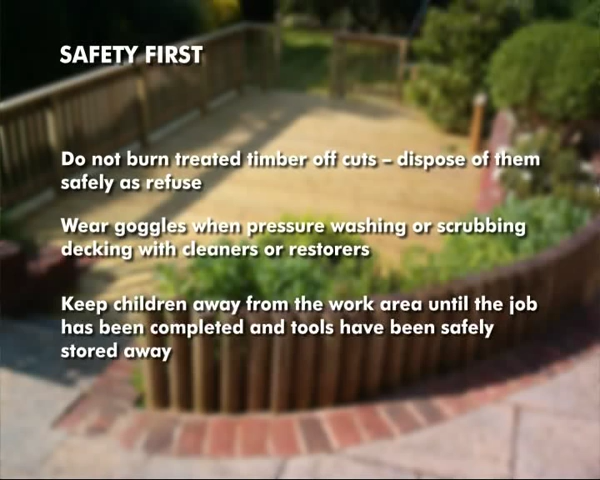 SAFETY FIRST
Do not burn treated timber off cuts – dispose of them
safely as refuse
Wear goggles when pressure washing or scrubbing
decking with cleaners or restorers
Keep children away from the work area until the job
has been completed and tools have been safely
stored away